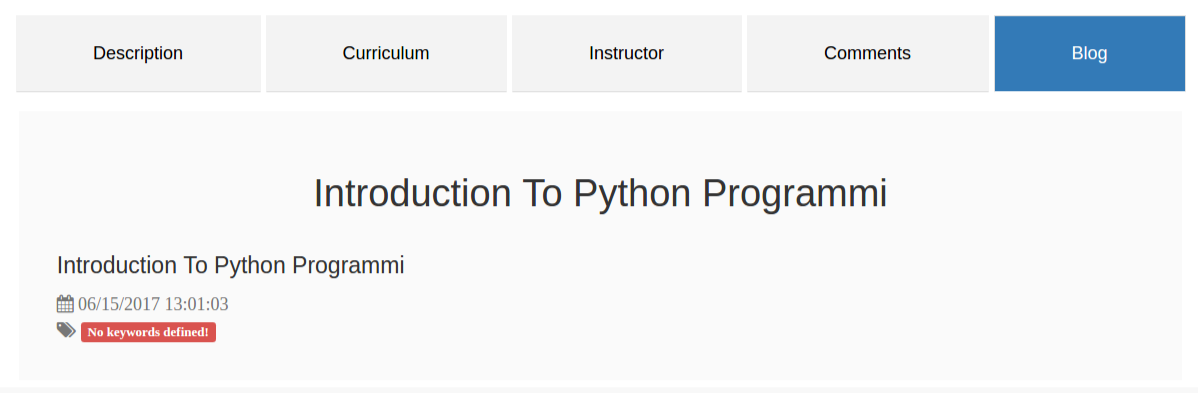 Description Curriculum Instructor Comments Blog
Introduction To Python Programmi
Introduction To Python Programmi
06/15/2017 13:01:03
No keywords defined!